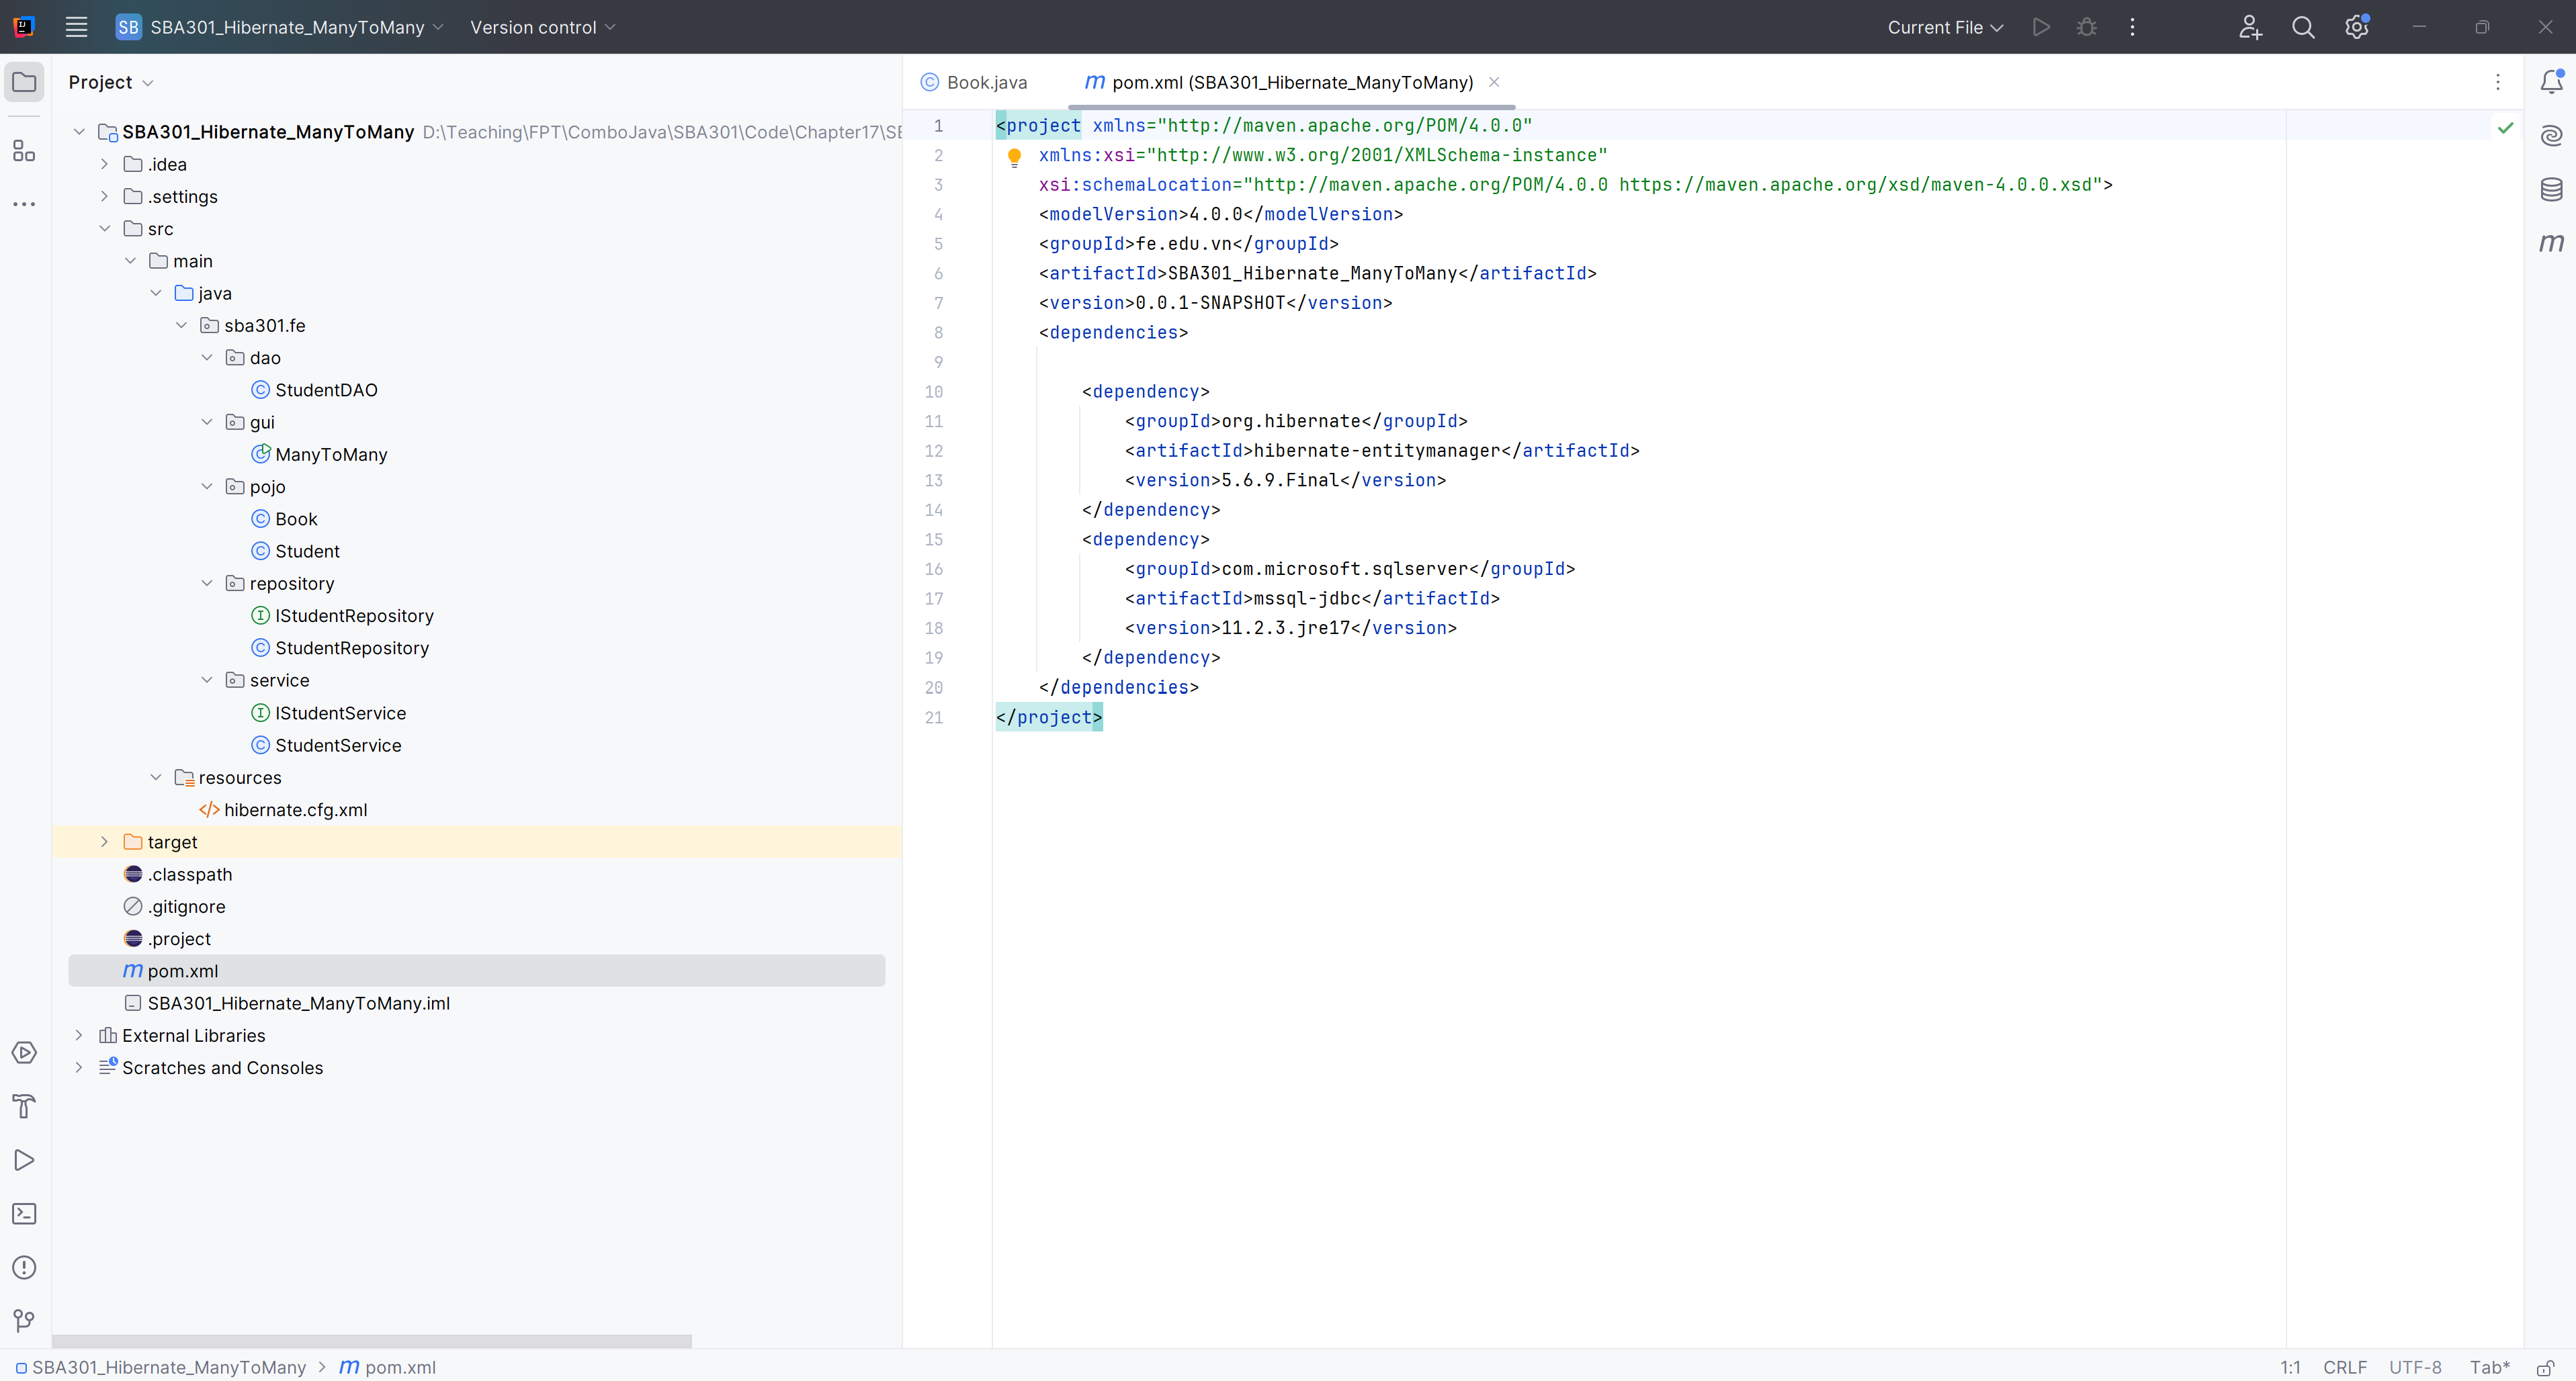 SB SBA301_Hibernate_ManyToMany Version control Current File
Project
SBA301_Hibernate_ManyToMany D:\Teaching\FPT\ComboJava\SBA301\Code\Chapter17\SE
.idea
.settings
src
main
java
sba301.fe
dao
StudentDAO
gui
ManyToMany
pojo
Book
Student
repository
IStudentRepository
StudentRepository
service
IStudentService
StudentService
resources
hibernate.cfg.xml
target
.classpath
.gitignore
.project
pom.xml
SBA301_Hibernate_ManyToMany.iml
External Libraries
Scratches and Consoles
Book.java pom.xml (SBA301_Hibernate_ManyToMany)
1 <project xmlns="http://maven.apache.org/POM/4.0.0"
2 xmlns:xsi="http://www.w3.org/2001/XMLSchema-instance"
3 xsi:schemaLocation="http://maven.apache.org/POM/4.0.0 https://maven.apache.org/xsd/maven-4.0.0.xsd">
4 <modelVersion>4.0.0</modelVersion>
5 <groupId>fe.edu.vn</groupId>
6 <artifactId>SBA301_Hibernate_ManyToMany</artifactId>
7 <version>0.0.1-SNAPSHOT</version>
8 <dependencies>
9
10 <dependency>
11 <groupId>org.hibernate</groupId>
12 <artifactId>hibernate-entitymanager</artifactId>
13 <version>5.6.9.Final</version>
14 </dependency>
15 <dependency>
16 <groupId>com.microsoft.sqlserver</groupId>
17 <artifactId>mssql-jdbc</artifactId>
18 <version>11.2.3.jre17</version>
19 </dependency>
20 </dependencies>
21 </project>
SBA301_Hibernate_ManyToMany > pom.xml 1:1 CRLF UTF-8 Tab*